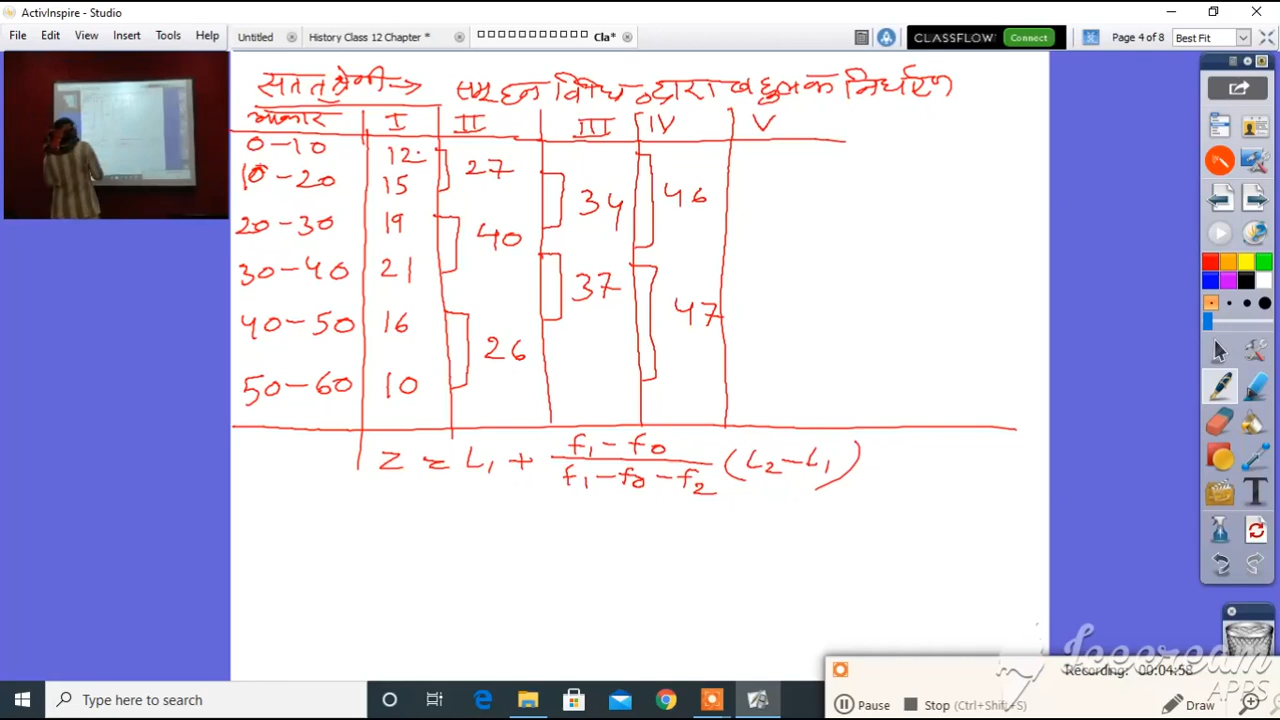 ActivInspire - Studio
File Edit View Insert Tools Help
Untitled
History Class 12 Chapter *
Cla*
CLASSFLOW Connect
Page 4 of 8
Best Fit
सतत् श्रेणी → समूहन विधि द्वारा बहुलक निर्धारण
आकार I II III IV V
0-10 12
10-20 15
20-30 19
30-40 21
40-50 16
50-60 10
27
40
26
34
37
46
47
Z = L₁ + (f₁ - f₀)/(f₁ - f₀ - f₂) (L₂ - L₁)
Icecream
APPS
Recording: 00:04:58
Pause Stop (Ctrl+Shift+S) Draw
Type here to search